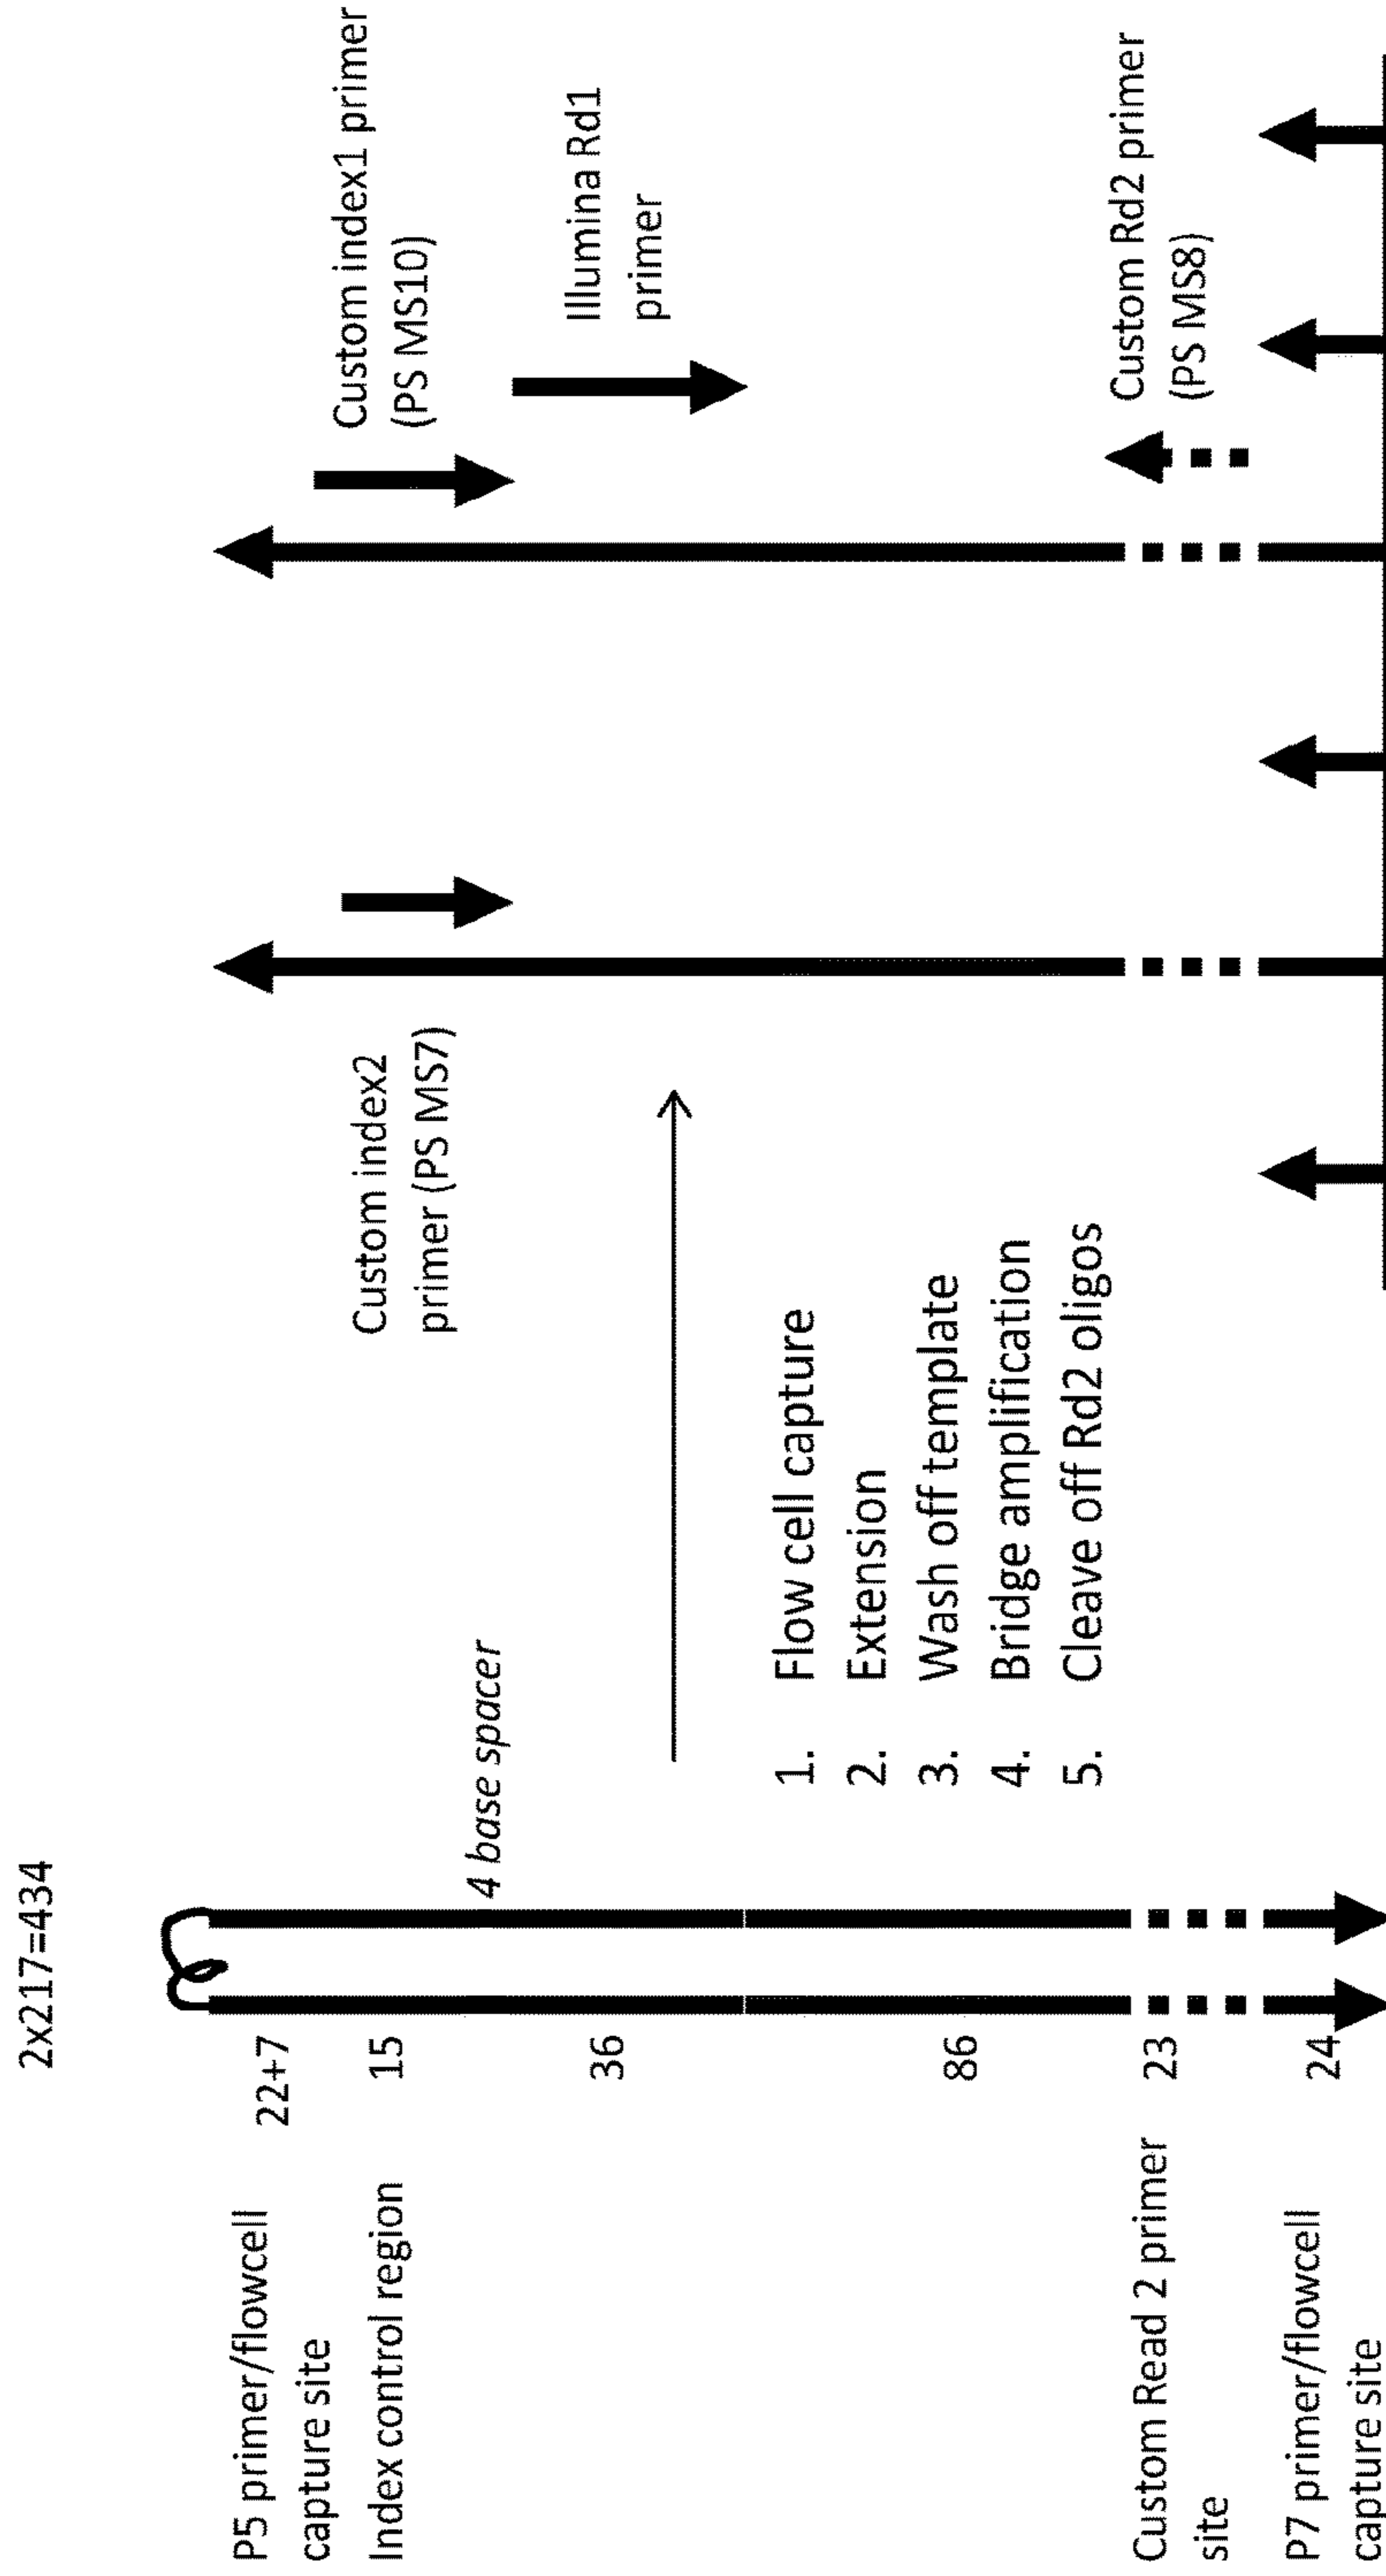 2x217=434
P5 primer/flowcell
capture site
22+7
Index control region
15
4 base spacer
36
86
Custom Read 2 primer
site
23
P7 primer/flowcell
capture site
24
1. Flow cell capture
2. Extension
3. Wash off template
4. Bridge amplification
5. Cleave off Rd2 oligos
Custom index2
primer (PS MS7)
Custom index1 primer
(PS MS10)
Illumina Rd1
primer
Custom Rd2 primer
(PS MS8)